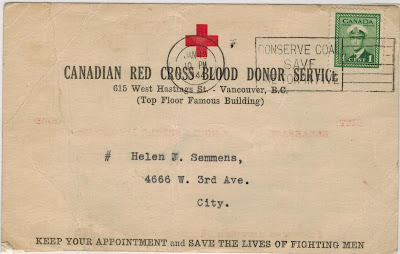 CANADA
1 CENT 1
CONSERVE COAL
SAVE
CANADIAN RED CROSS BLOOD DONOR SERVICE
615 West Hastings St. Vancouver, B.C.
(Top Floor Famous Building)
# Helen J. Semmens,
4666 W. 3rd Ave.
City.
KEEP YOUR APPOINTMENT and SAVE THE LIVES OF FIGHTING MEN